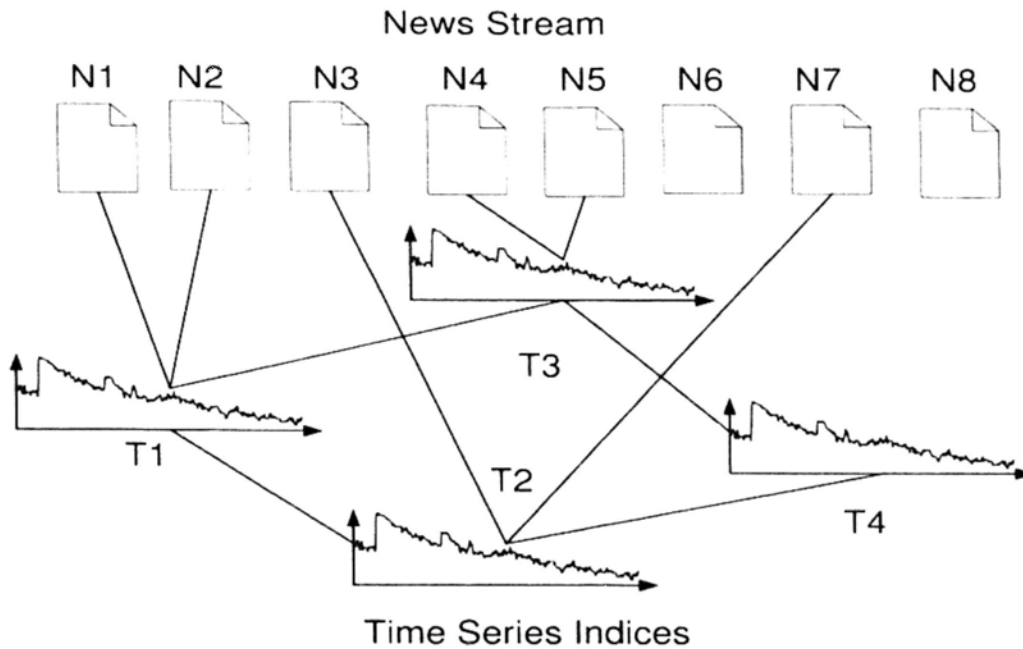 News Stream
N1 N2 N3 N4 N5 N6 N7 N8
T3
T1
T2
T4
Time Series Indices